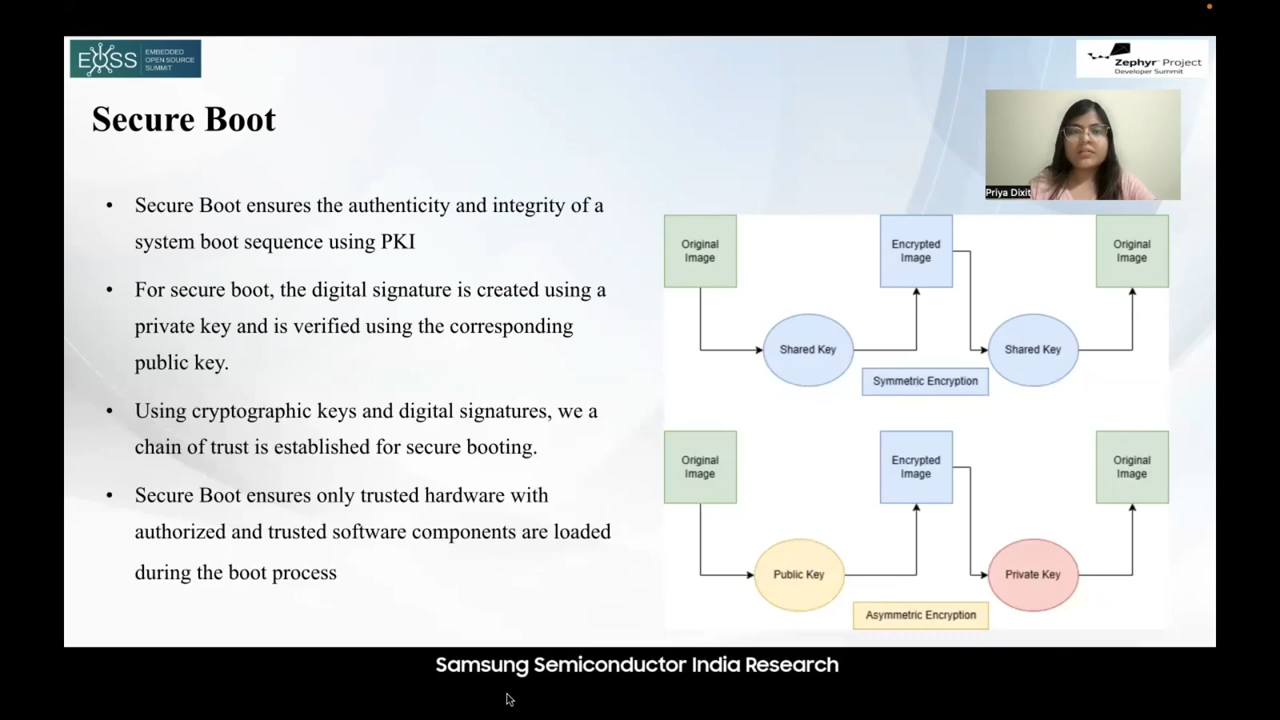 EOSS
EMBEDDED
OPEN SOURCE
SUMMIT
Zephyr® Project
Developer Summit
Secure Boot
Priya Dixit
• Secure Boot ensures the authenticity and integrity of a
system boot sequence using PKI
• For secure boot, the digital signature is created using a
private key and is verified using the corresponding
public key.
• Using cryptographic keys and digital signatures, we a
chain of trust is established for secure booting.
• Secure Boot ensures only trusted hardware with
authorized and trusted software components are loaded
during the boot process
Original
Image
Encrypted
Image
Original
Image
Shared Key
Shared Key
Symmetric Encryption
Original
Image
Encrypted
Image
Original
Image
Public Key
Private Key
Asymmetric Encryption
Samsung Semiconductor India Research